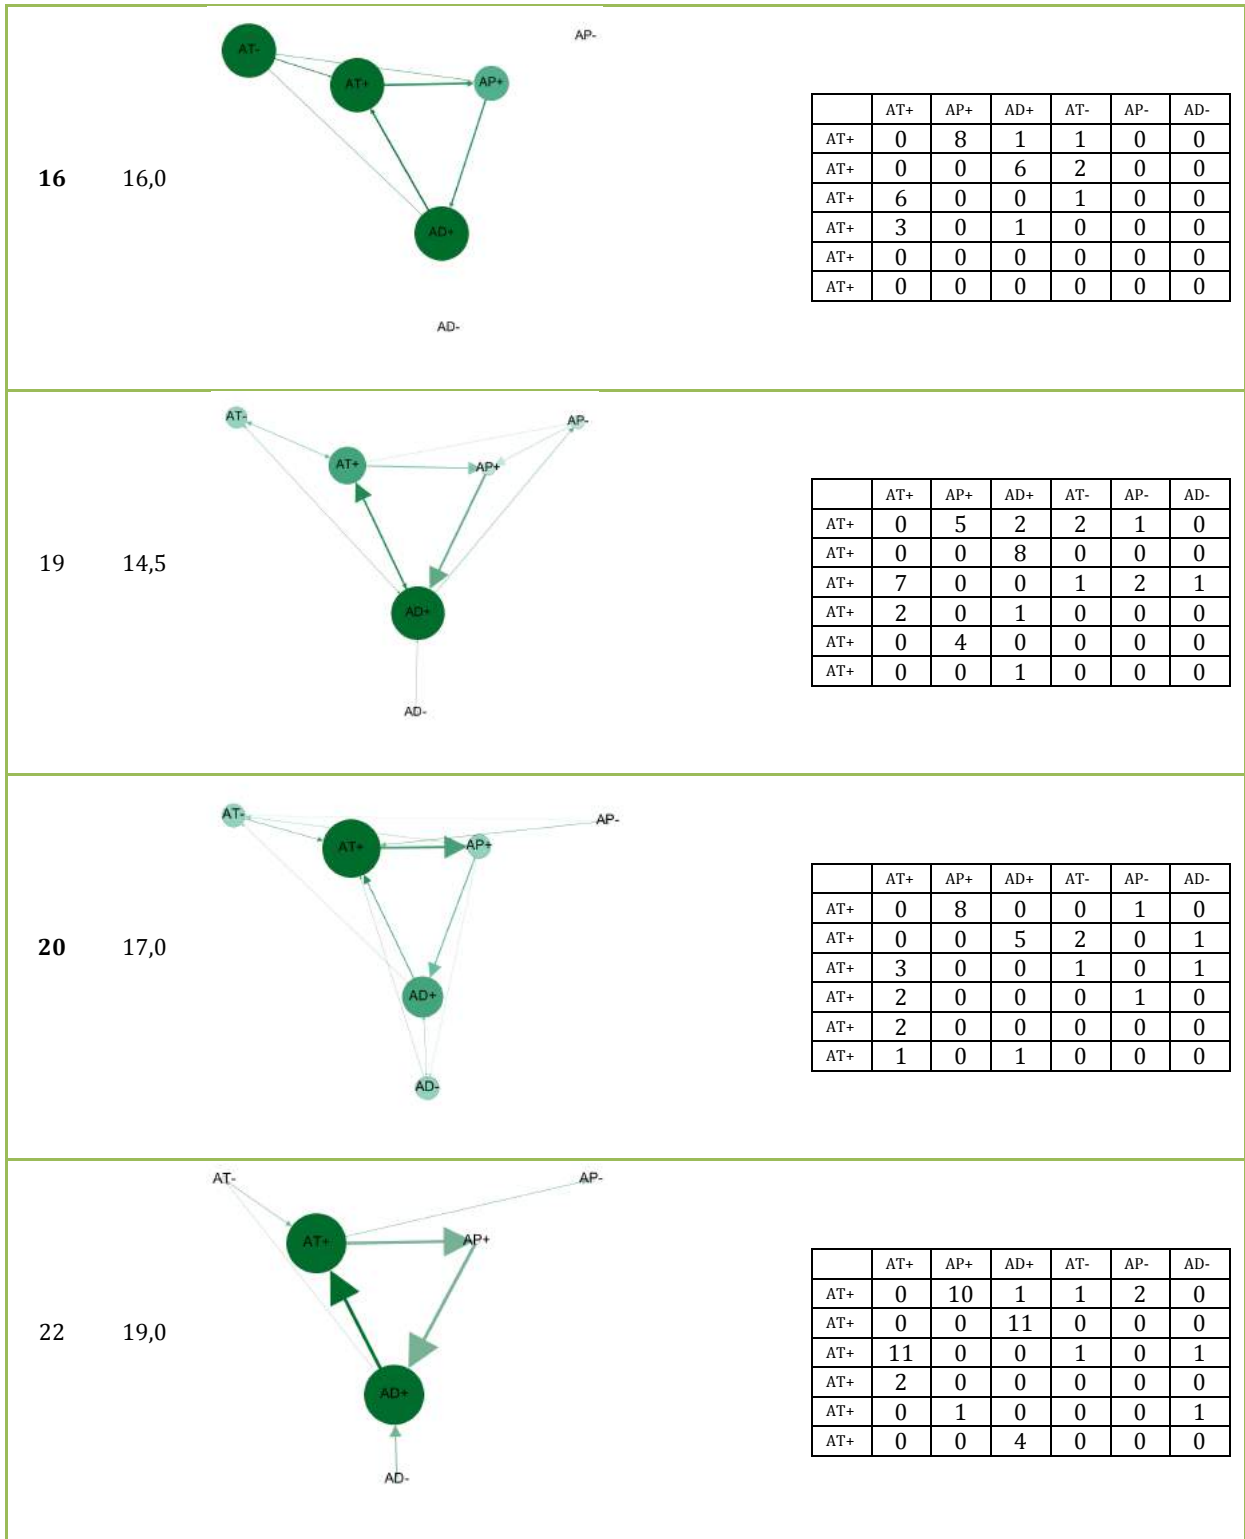 AT-
AP-
AT+
AP+
AD+
AD-
16 16,0
AT+ AP+ AD+ AT- AP- AD-
AT+ 0 8 1 1 0 0
AT+ 0 0 6 2 0 0
AT+ 6 0 0 1 0 0
AT+ 3 0 1 0 0 0
AT+ 0 0 0 0 0 0
AT+ 0 0 0 0 0 0
AT-
AP-
AT+
AP+
AD+
AD-
19 14,5
AT+ AP+ AD+ AT- AP- AD-
AT+ 0 5 2 2 1 0
AT+ 0 0 8 0 0 0
AT+ 7 0 0 1 2 1
AT+ 2 0 1 0 0 0
AT+ 0 4 0 0 0 0
AT+ 0 0 1 0 0 0
AT-
AP-
AT+
AP+
AD+
AD-
20 17,0
AT+ AP+ AD+ AT- AP- AD-
AT+ 0 8 0 0 1 0
AT+ 0 0 5 2 0 1
AT+ 3 0 0 1 0 1
AT+ 2 0 0 0 1 0
AT+ 2 0 0 0 0 0
AT+ 1 0 1 0 0 0
AT-
AP-
AT+
AP+
AD+
AD-
22 19,0
AT+ AP+ AD+ AT- AP- AD-
AT+ 0 10 1 1 2 0
AT+ 0 0 11 0 0 0
AT+ 11 0 0 1 0 1
AT+ 2 0 0 0 0 0
AT+ 0 1 0 0 0 1
AT+ 0 0 4 0 0 0